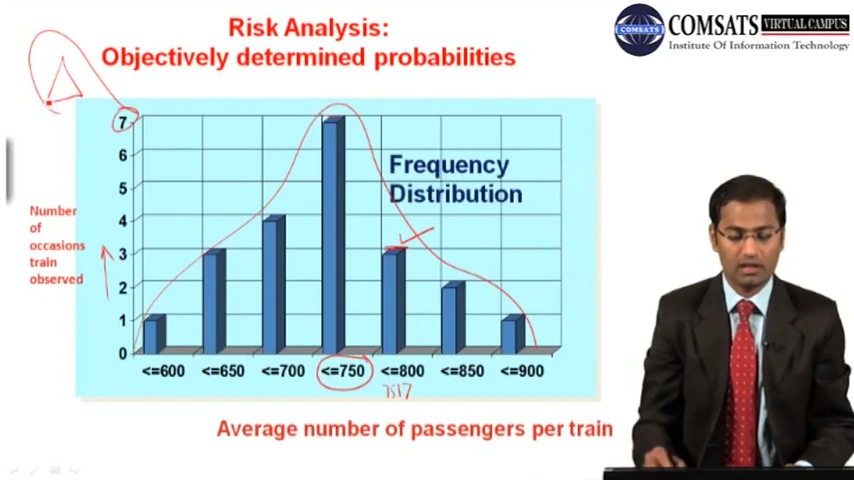 Risk Analysis:
Objectively determined probabilities
COMSATS VIRTUAL CAMPUS
Institute Of Information Technology
7
6
5
4
3
2
1
0
Frequency
Distribution
Number
of
occasions
train
observed
<=600 <=650 <=700 <=750 <=800 <=850 <=900
Average number of passengers per train